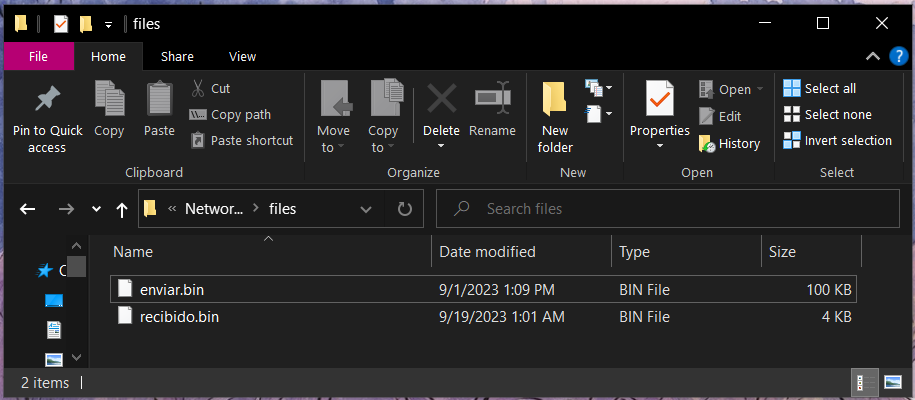 files
File Home Share View
Pin to Quick access
Copy
Paste
Cut
Copy path
Paste shortcut
Clipboard
Move to
Copy to
Delete
Rename
Organize
New folder
New
Properties
Open
Edit
History
Open
Select all
Select none
Invert selection
Select
« Networ... > files
Search files
Name Date modified Type Size
enviar.bin 9/1/2023 1:09 PM BIN File 100 KB
recibido.bin 9/19/2023 1:01 AM BIN File 4 KB
2 items